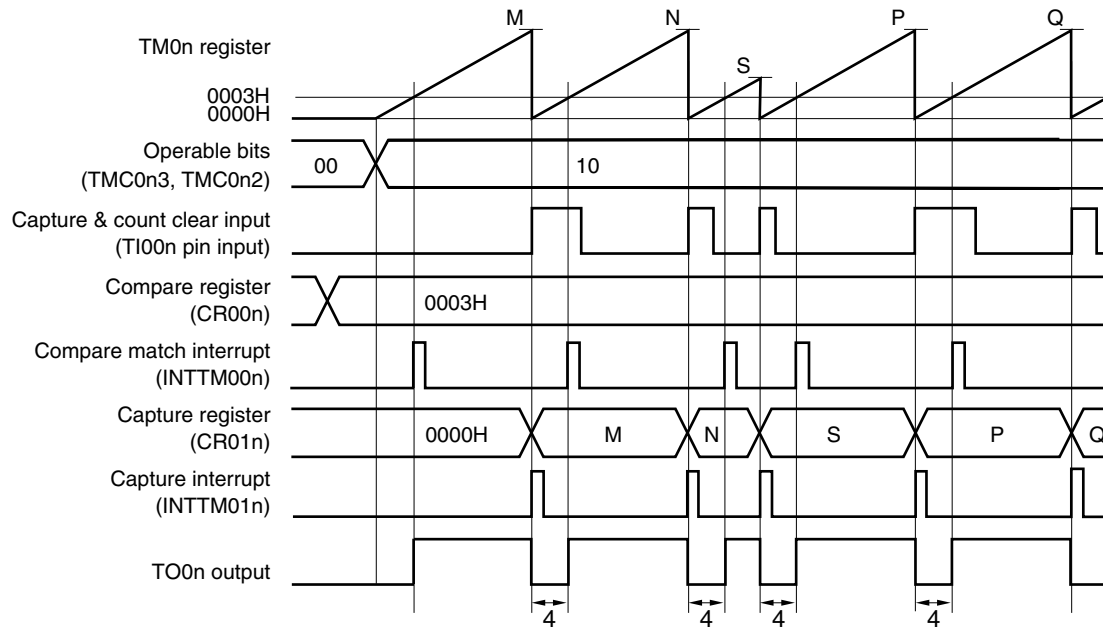 M N P Q
S
TM0n register
0003H
0000H
Operable bits
(TMC0n3, TMC0n2)
00 10
Capture & count clear input
(TI00n pin input)
Compare register
(CR00n)
0003H
Compare match interrupt
(INTTM00n)
Capture register
(CR01n)
0000H M N S P Q
Capture interrupt
(INTTM01n)
TO0n output
4 4 4 4